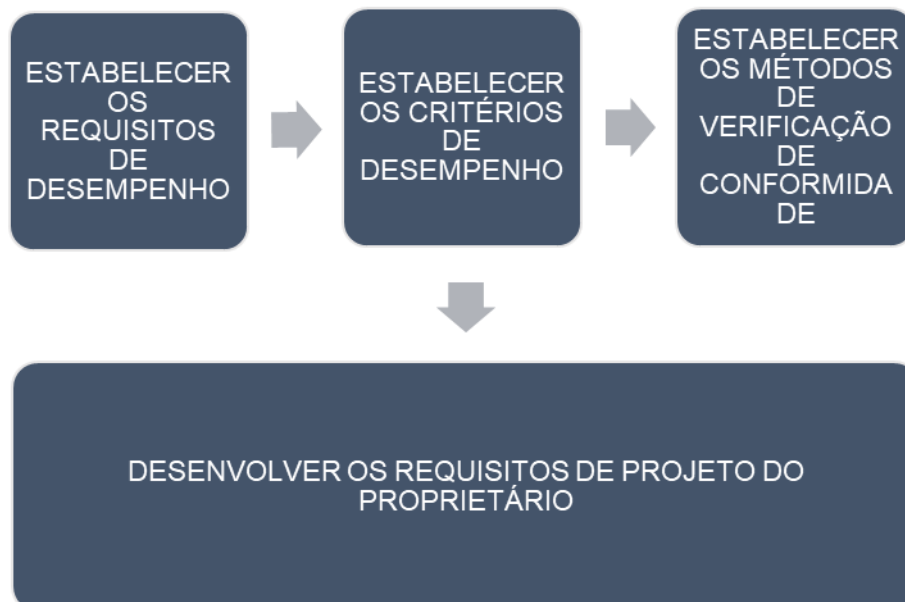 ESTABELECER
OS
REQUISITOS
DE
DESEMPENHO
ESTABELECER
OS CRITÉRIOS
DE
DESEMPENHO
ESTABELECER
OS MÉTODOS
DE
VERIFICAÇÃO
DE
CONFORMIDA
DE
DESENVOLVER OS REQUISITOS DE PROJETO DO
PROPRIETÁRIO